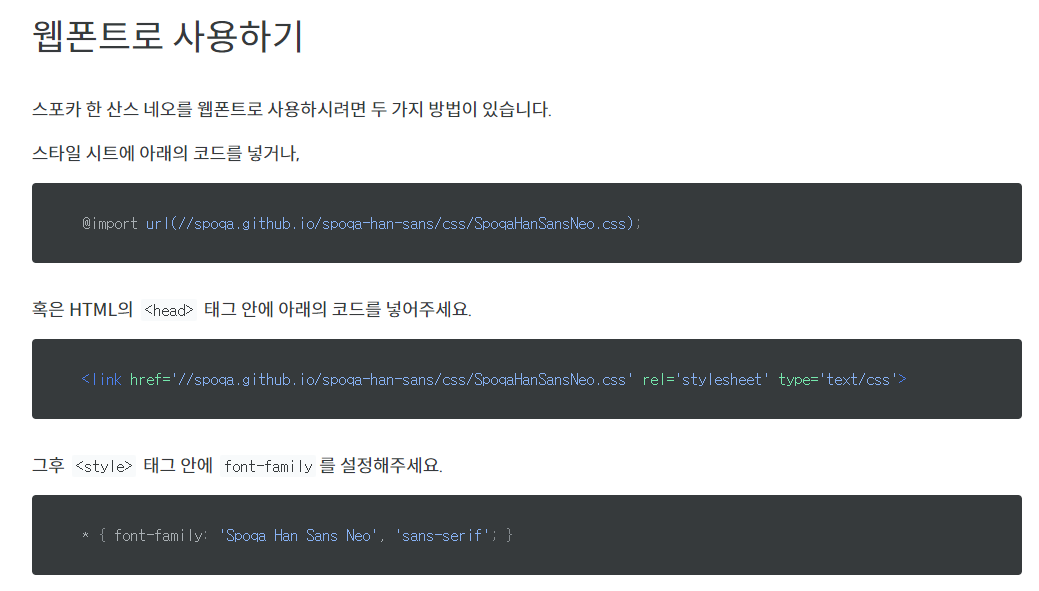 웹폰트로 사용하기
스포카 한 산스 네오를 웹폰트로 사용하시려면 두 가지 방법이 있습니다.
스타일 시트에 아래의 코드를 넣거나,
@import url(//spoqa.github.io/spoqa-han-sans/css/SpoqaHanSansNeo.css);
혹은 HTML의 <head> 태그 안에 아래의 코드를 넣어주세요.
<link href='//spoqa.github.io/spoqa-han-sans/css/SpoqaHanSansNeo.css' rel='stylesheet' type='text/css'>
그후 <style> 태그 안에 font-family 를 설정해주세요.
* { font-family: 'Spoqa Han Sans Neo', 'sans-serif'; }